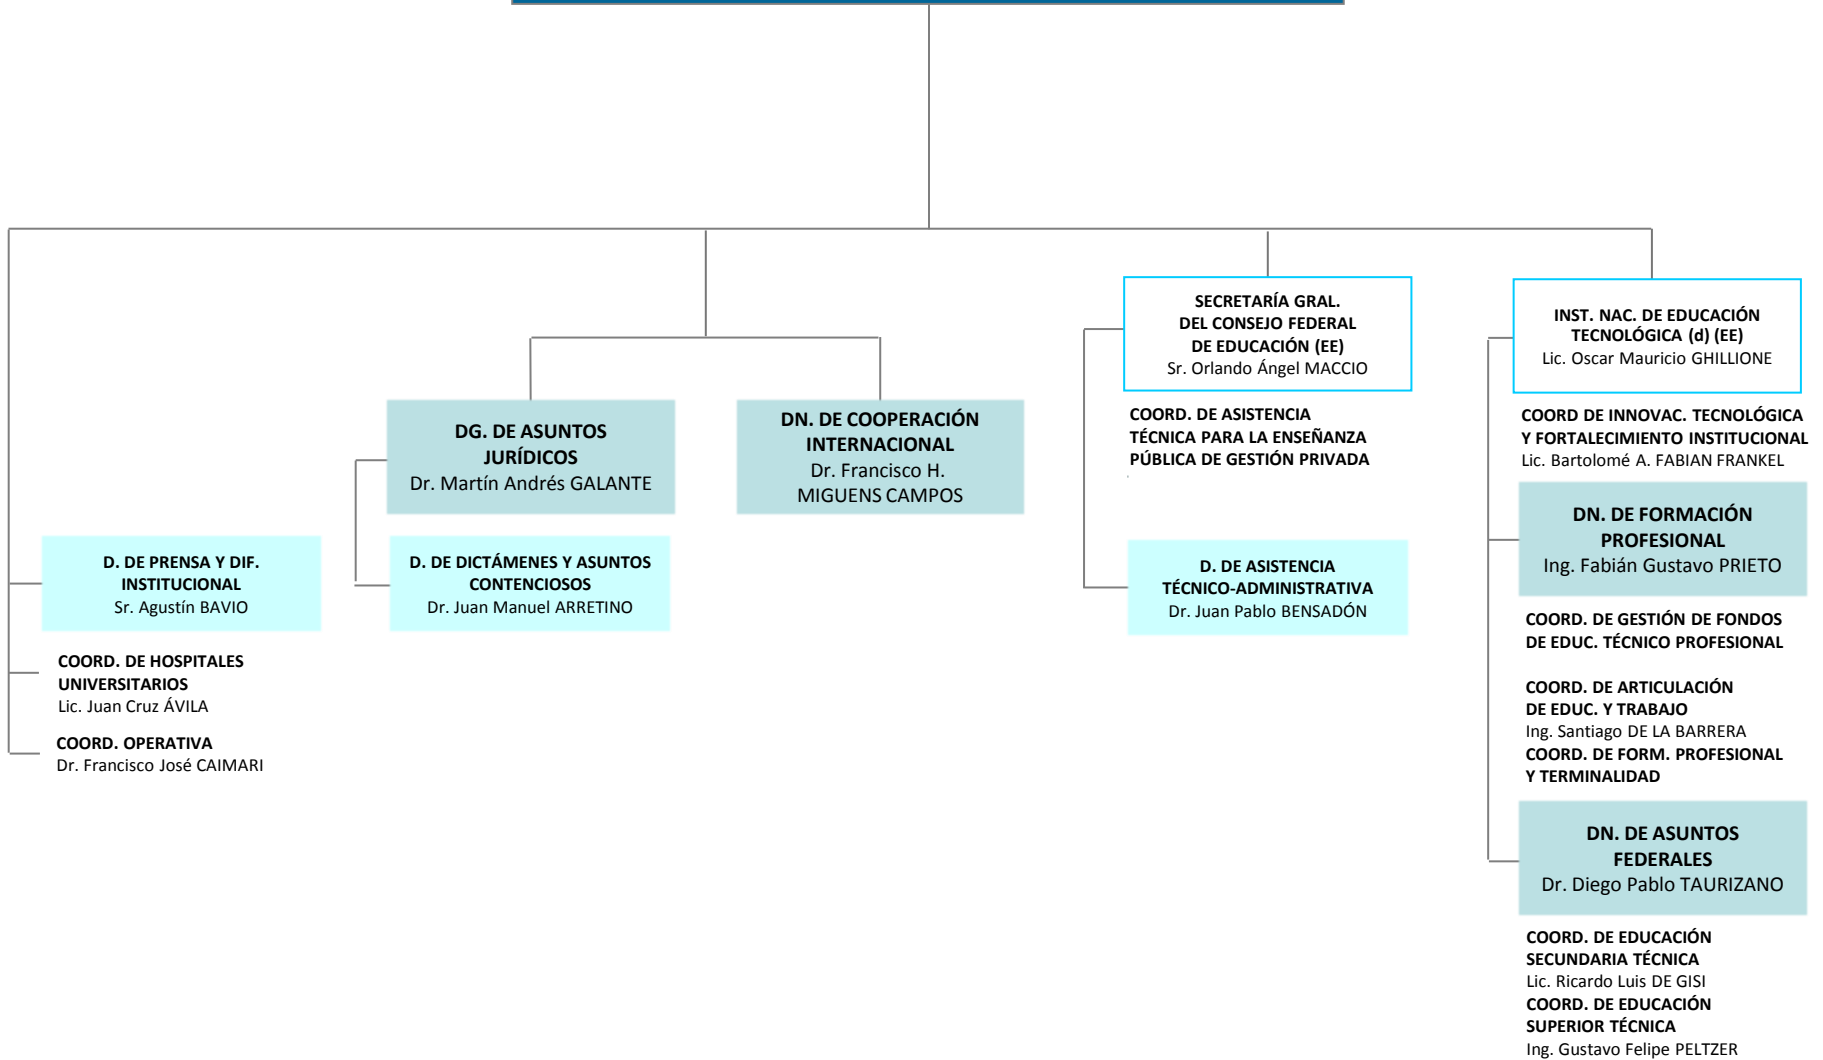 D. DE PRENSA Y DIF.
INSTITUCIONAL
Sr. Agustín BAVIO
COORD. DE HOSPITALES
UNIVERSITARIOS
Lic. Juan Cruz ÁVILA
COORD. OPERATIVA
Dr. Francisco José CAIMARI
DG. DE ASUNTOS
JURÍDICOS
Dr. Martín Andrés GALANTE
D. DE DICTÁMENES Y ASUNTOS
CONTENCIOSOS
Dr. Juan Manuel ARRETINO
DN. DE COOPERACIÓN
INTERNACIONAL
Dr. Francisco H.
MIGUENS CAMPOS
SECRETARÍA GRAL.
DEL CONSEJO FEDERAL
DE EDUCACIÓN (EE)
Sr. Orlando Ángel MACCIO
COORD. DE ASISTENCIA
TÉCNICA PARA LA ENSEÑANZA
PÚBLICA DE GESTIÓN PRIVADA
D. DE ASISTENCIA
TÉCNICO-ADMINISTRATIVA
Dr. Juan Pablo BENSADÓN
INST. NAC. DE EDUCACIÓN
TECNOLÓGICA (d) (EE)
Lic. Oscar Mauricio GHILLIONE
COORD DE INNOVAC. TECNOLÓGICA
Y FORTALECIMIENTO INSTITUCIONAL
Lic. Bartolomé A. FABIAN FRANKEL
DN. DE FORMACIÓN
PROFESIONAL
Ing. Fabián Gustavo PRIETO
COORD. DE GESTIÓN DE FONDOS
DE EDUC. TÉCNICO PROFESIONAL
COORD. DE ARTICULACIÓN
DE EDUC. Y TRABAJO
Ing. Santiago DE LA BARRERA
COORD. DE FORM. PROFESIONAL
Y TERMINALIDAD
DN. DE ASUNTOS
FEDERALES
Dr. Diego Pablo TAURIZANO
COORD. DE EDUCACIÓN
SECUNDARIA TÉCNICA
Lic. Ricardo Luis DE GISI
COORD. DE EDUCACIÓN
SUPERIOR TÉCNICA
Ing. Gustavo Felipe PELTZER